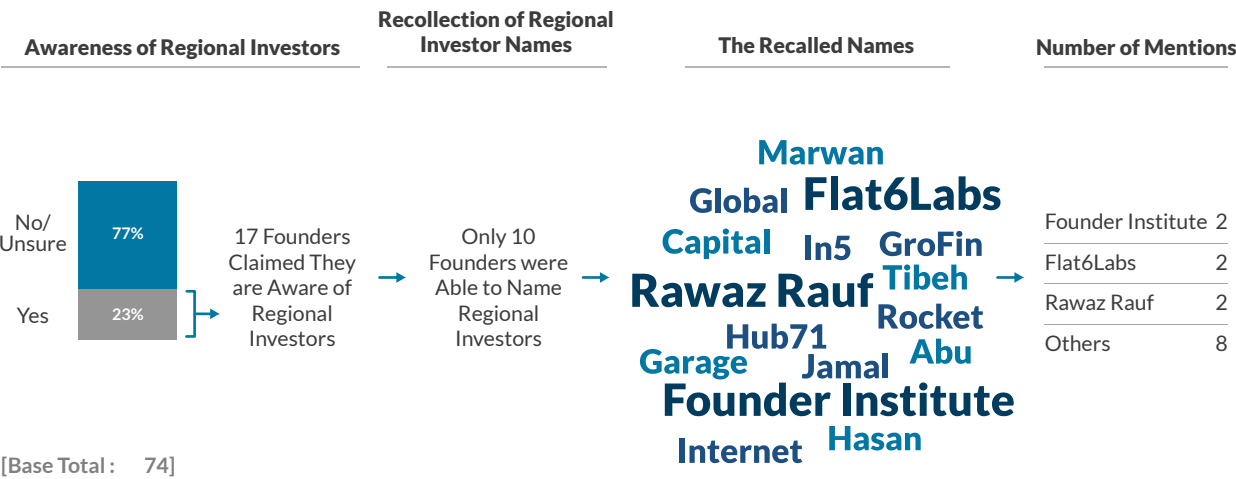 Awareness of Regional Investors
Recollection of Regional
Investor Names
The Recalled Names
Number of Mentions
No/
Unsure
77%
Yes
23%
17 Founders
Claimed They
are Aware of
Regional
Investors
Only 10
Founders were
Able to Name
Regional
Investors
Marwan
Global Flat6Labs
Capital In5 GroFin
Rawaz Rauf Tibeh
Rocket
Hub71
Garage Jamal Abu
Founder Institute
Internet Hasan
Founder Institute 2
Flat6Labs 2
Rawaz Rauf 2
Others 8
[Base Total : 74]